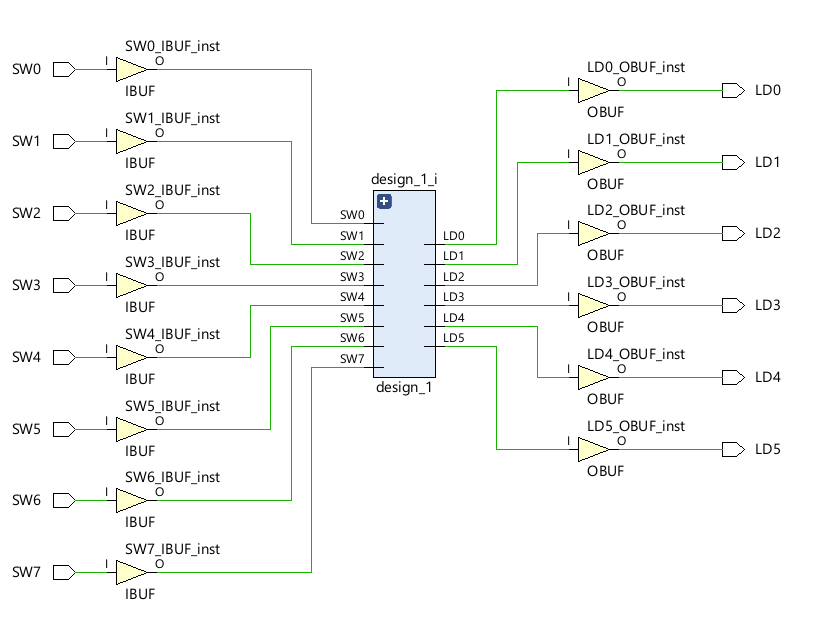 SW0
I
SW0_IBUF_inst
O
IBUF
SW1
I
SW1_IBUF_inst
O
IBUF
SW2
I
SW2_IBUF_inst
O
IBUF
SW3
I
SW3_IBUF_inst
O
IBUF
SW4
I
SW4_IBUF_inst
O
IBUF
SW5
I
SW5_IBUF_inst
O
IBUF
SW6
I
SW6_IBUF_inst
O
IBUF
SW7
I
SW7_IBUF_inst
O
IBUF
design_1_i
+
SW0
SW1
SW2
SW3
SW4
SW5
SW6
SW7
LD0
LD1
LD2
LD3
LD4
LD5
design_1
LD0_OBUF_inst
I
O
OBUF
LD0
LD1_OBUF_inst
I
O
OBUF
LD1
LD2_OBUF_inst
I
O
OBUF
LD2
LD3_OBUF_inst
I
O
OBUF
LD3
LD4_OBUF_inst
I
O
OBUF
LD4
LD5_OBUF_inst
I
O
OBUF
LD5